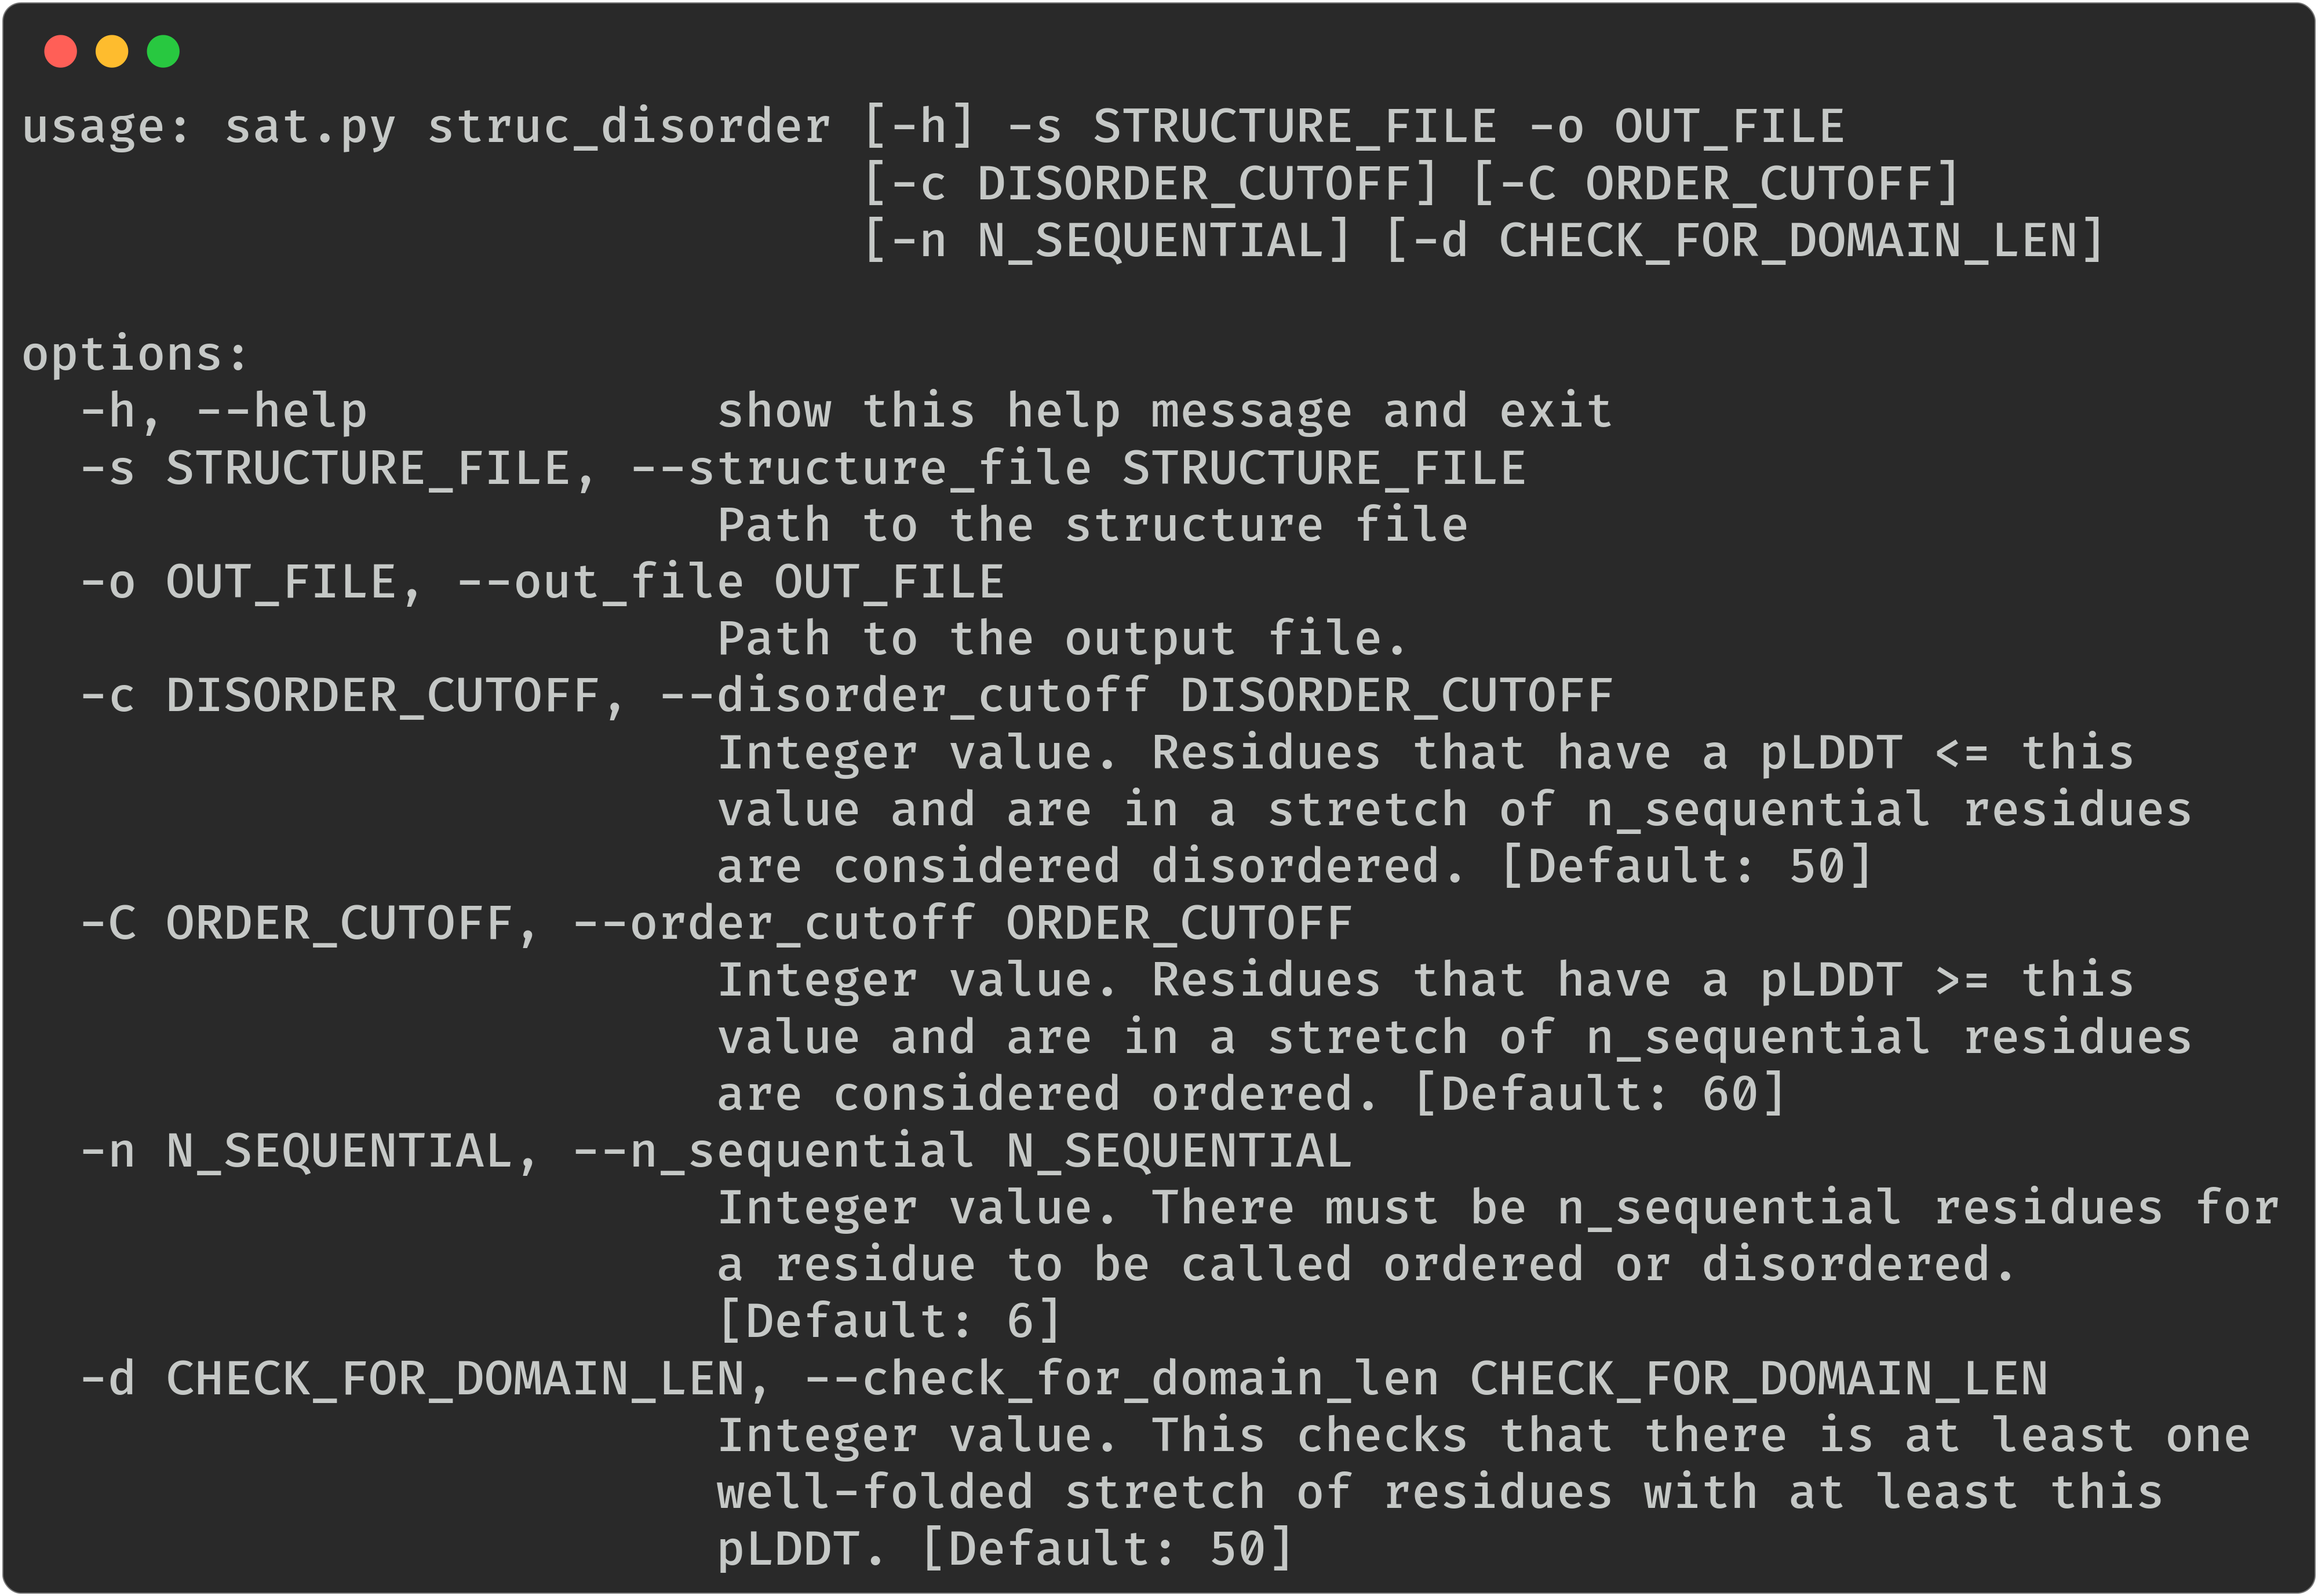 usage: sat.py struc_disorder [-h] -s STRUCTURE_FILE -o OUT_FILE
                             [-c DISORDER_CUTOFF] [-C ORDER_CUTOFF]
                             [-n N_SEQUENTIAL] [-d CHECK_FOR_DOMAIN_LEN]

options:
  -h, --help            show this help message and exit
  -s STRUCTURE_FILE, --structure_file STRUCTURE_FILE
                        Path to the structure file
  -o OUT_FILE, --out_file OUT_FILE
                        Path to the output file.
  -c DISORDER_CUTOFF, --disorder_cutoff DISORDER_CUTOFF
                        Integer value. Residues that have a pLDDT <= this
                        value and are in a stretch of n_sequential residues
                        are considered disordered. [Default: 50]
  -C ORDER_CUTOFF, --order_cutoff ORDER_CUTOFF
                        Integer value. Residues that have a pLDDT >= this
                        value and are in a stretch of n_sequential residues
                        are considered ordered. [Default: 60]
  -n N_SEQUENTIAL, --n_sequential N_SEQUENTIAL
                        Integer value. There must be n_sequential residues for
                        a residue to be called ordered or disordered.
                        [Default: 6]
  -d CHECK_FOR_DOMAIN_LEN, --check_for_domain_len CHECK_FOR_DOMAIN_LEN
                        Integer value. This checks that there is at least one
                        well-folded stretch of residues with at least this
                        pLDDT. [Default: 50]